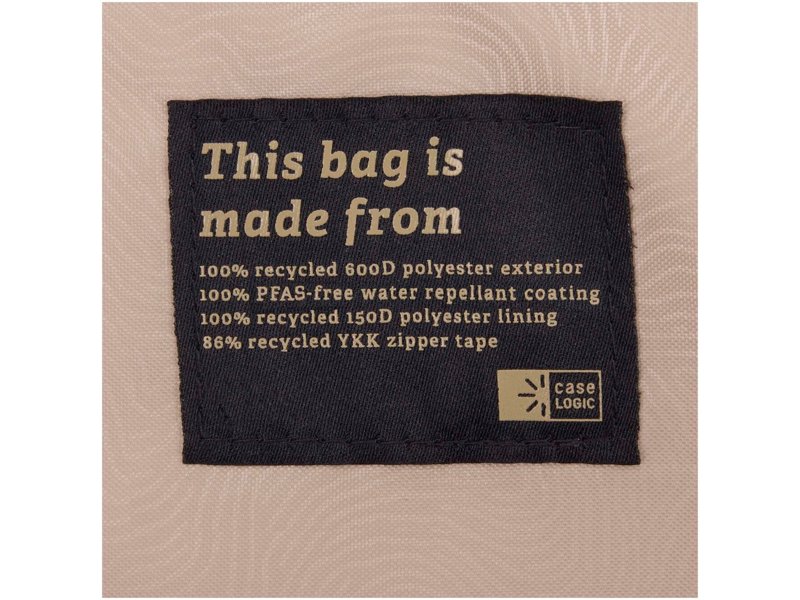 This bag is
made from
100% recycled 600D polyester exterior
100% PFAS-free water repellant coating
100% recycled 150D polyester lining
86% recycled YKK zipper tape
case
LOGIC